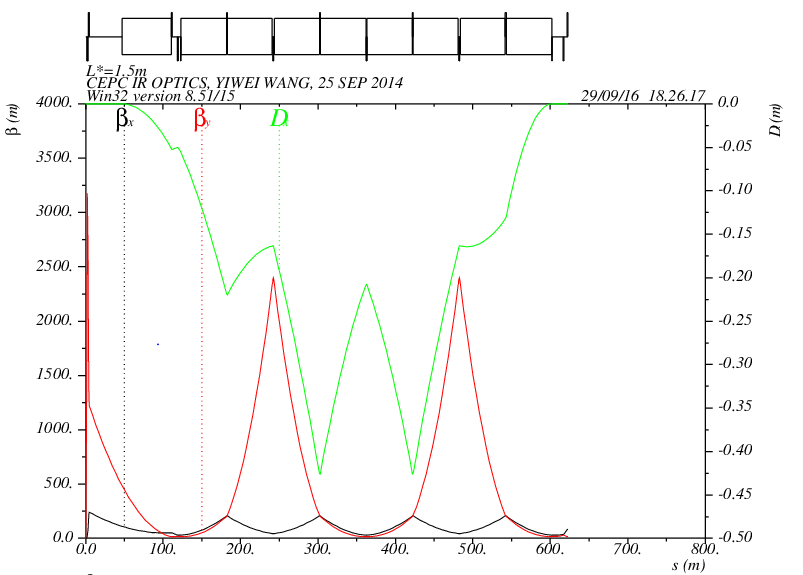 L*=1.5m
CEPC IR OPTICS, YIWEI WANG, 25 SEP 2014
Win32 version 8.51/15 29/09/16 18.26.17
β (m)
D (m)
βx βy Dx
4000.
3500.
3000.
2500.
2000.
1500.
1000.
500.
0.0
0.0
-0.05
-0.10
-0.15
-0.20
-0.25
-0.30
-0.35
-0.40
-0.45
-0.50
0.0 100. 200. 300. 400. 500. 600. 700. 800.
s (m)